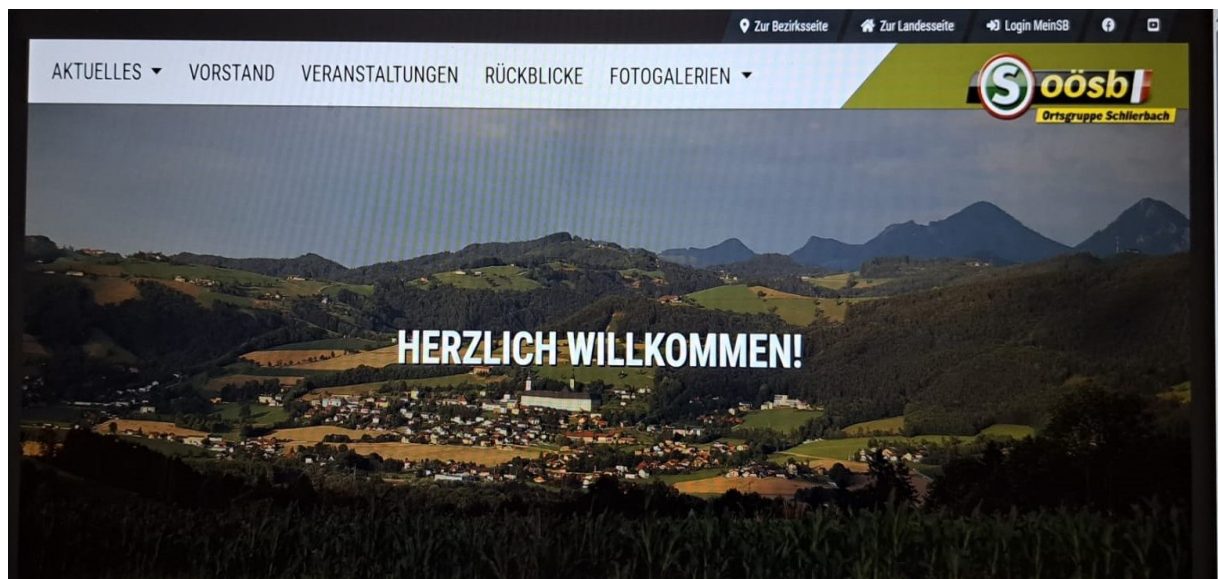 Zur Bezirksseite Zur Landesseite Login MeinSB
AKTUELLES VORSTAND VERANSTALTUNGEN RÜCKBLICKE FOTOGALERIEN
S oösb
Ortsgruppe Schlierbach
HERZLICH WILLKOMMEN!